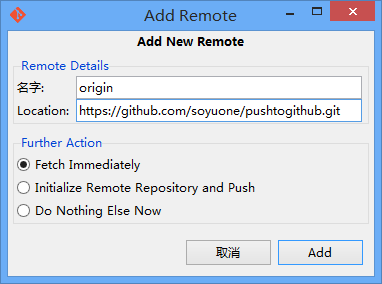 Add Remote
Add New Remote
Remote Details
名字: origin
Location: https://github.com/soyuone/pushtogithub.git
Further Action
Fetch Immediately
Initialize Remote Repository and Push
Do Nothing Else Now
取消 Add